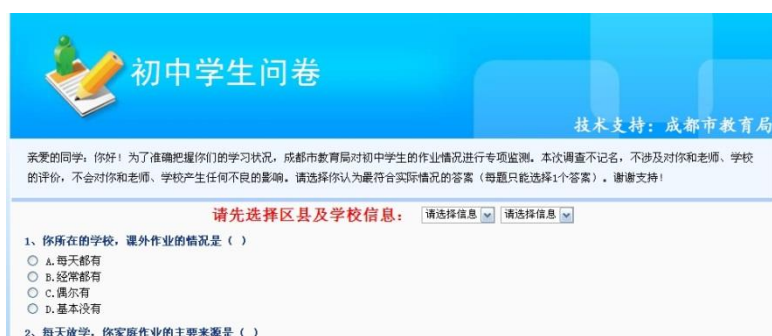 初中学生问卷
技术支持：成都市教育局
亲爱的同学：你好！为了准确把握你们的学习状况，成都市教育局对初中学生的作业情况进行专项监测。本次调查不记名，不涉及对你和老师、学校
的评价，不会对你和老师、学校产生任何不良的影响。请选择你认为最符合实际情况的答案（每题只能选择1个答案）。谢谢支持！
请先选择区县及学校信息： 请选择信息 请选择信息
1、你所在的学校，课外作业的情况是（ ）
A.每天都有
B.经常都有
C.偶尔有
D.基本没有
2、每天放学，你家庭作业的主要来源是（ ）